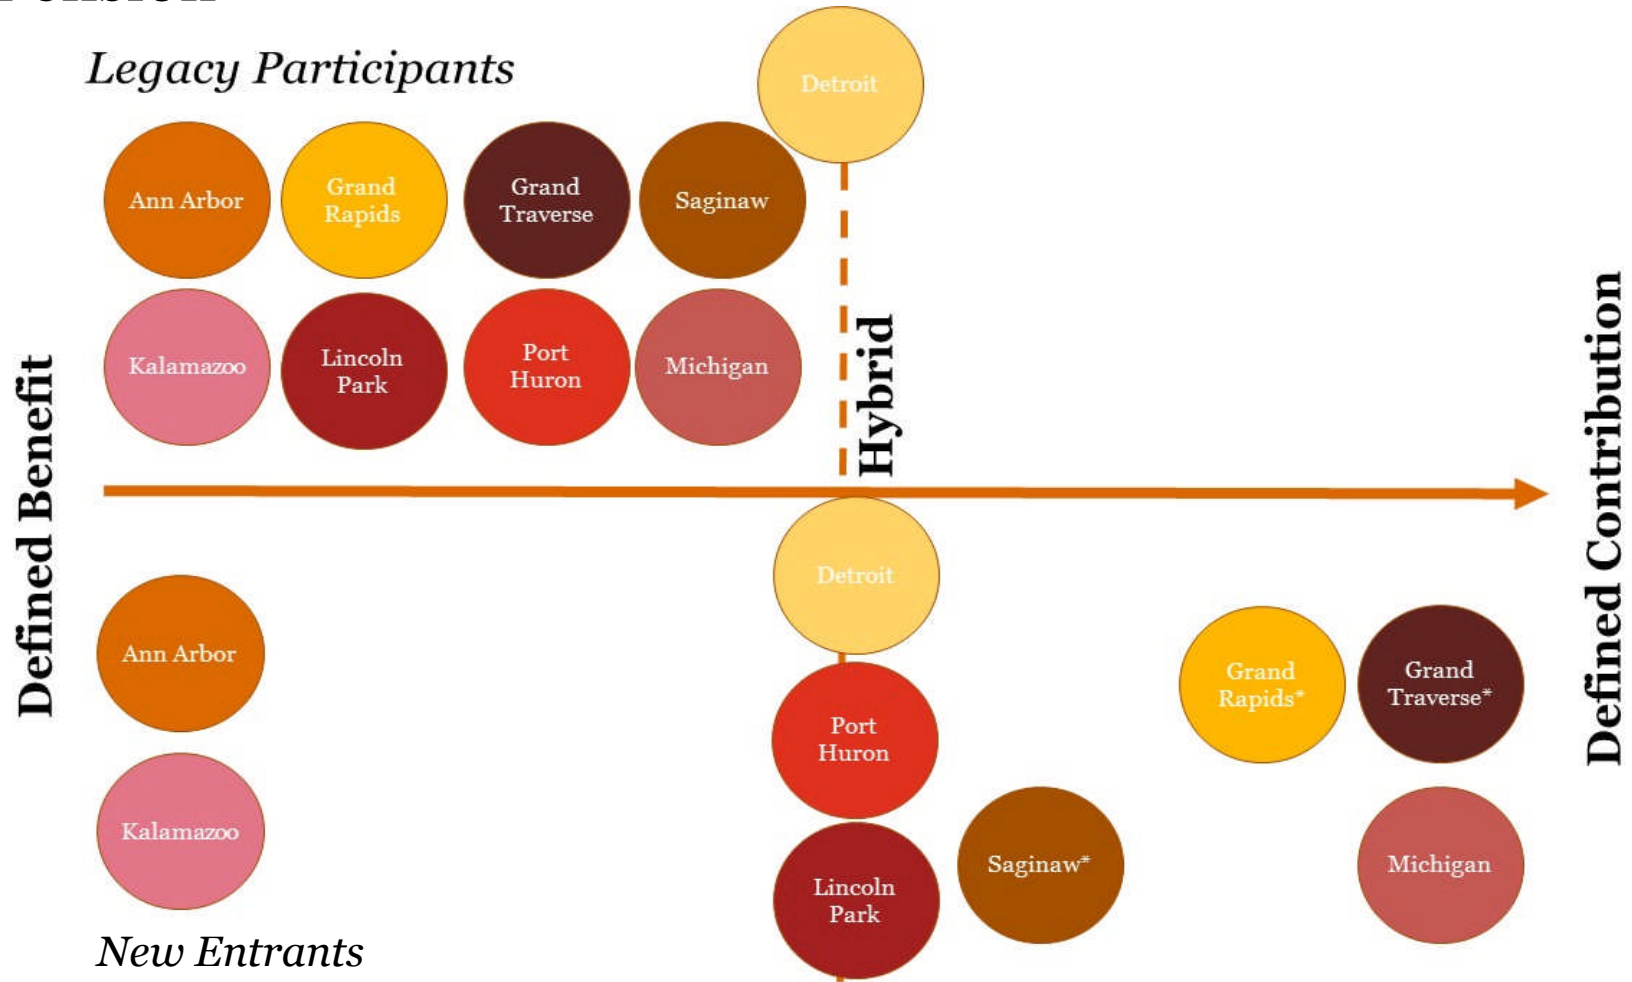 Legacy Participants
Detroit
Ann Arbor
Grand
Rapids
Grand
Traverse
Saginaw
Kalamazoo
Lincoln
Park
Port
Huron
Michigan
Hybrid
Defined Benefit
Defined Contribution
Detroit
Ann Arbor
Port
Huron
Grand
Rapids*
Grand
Traverse*
Kalamazoo
Lincoln
Park
Saginaw*
Michigan
New Entrants